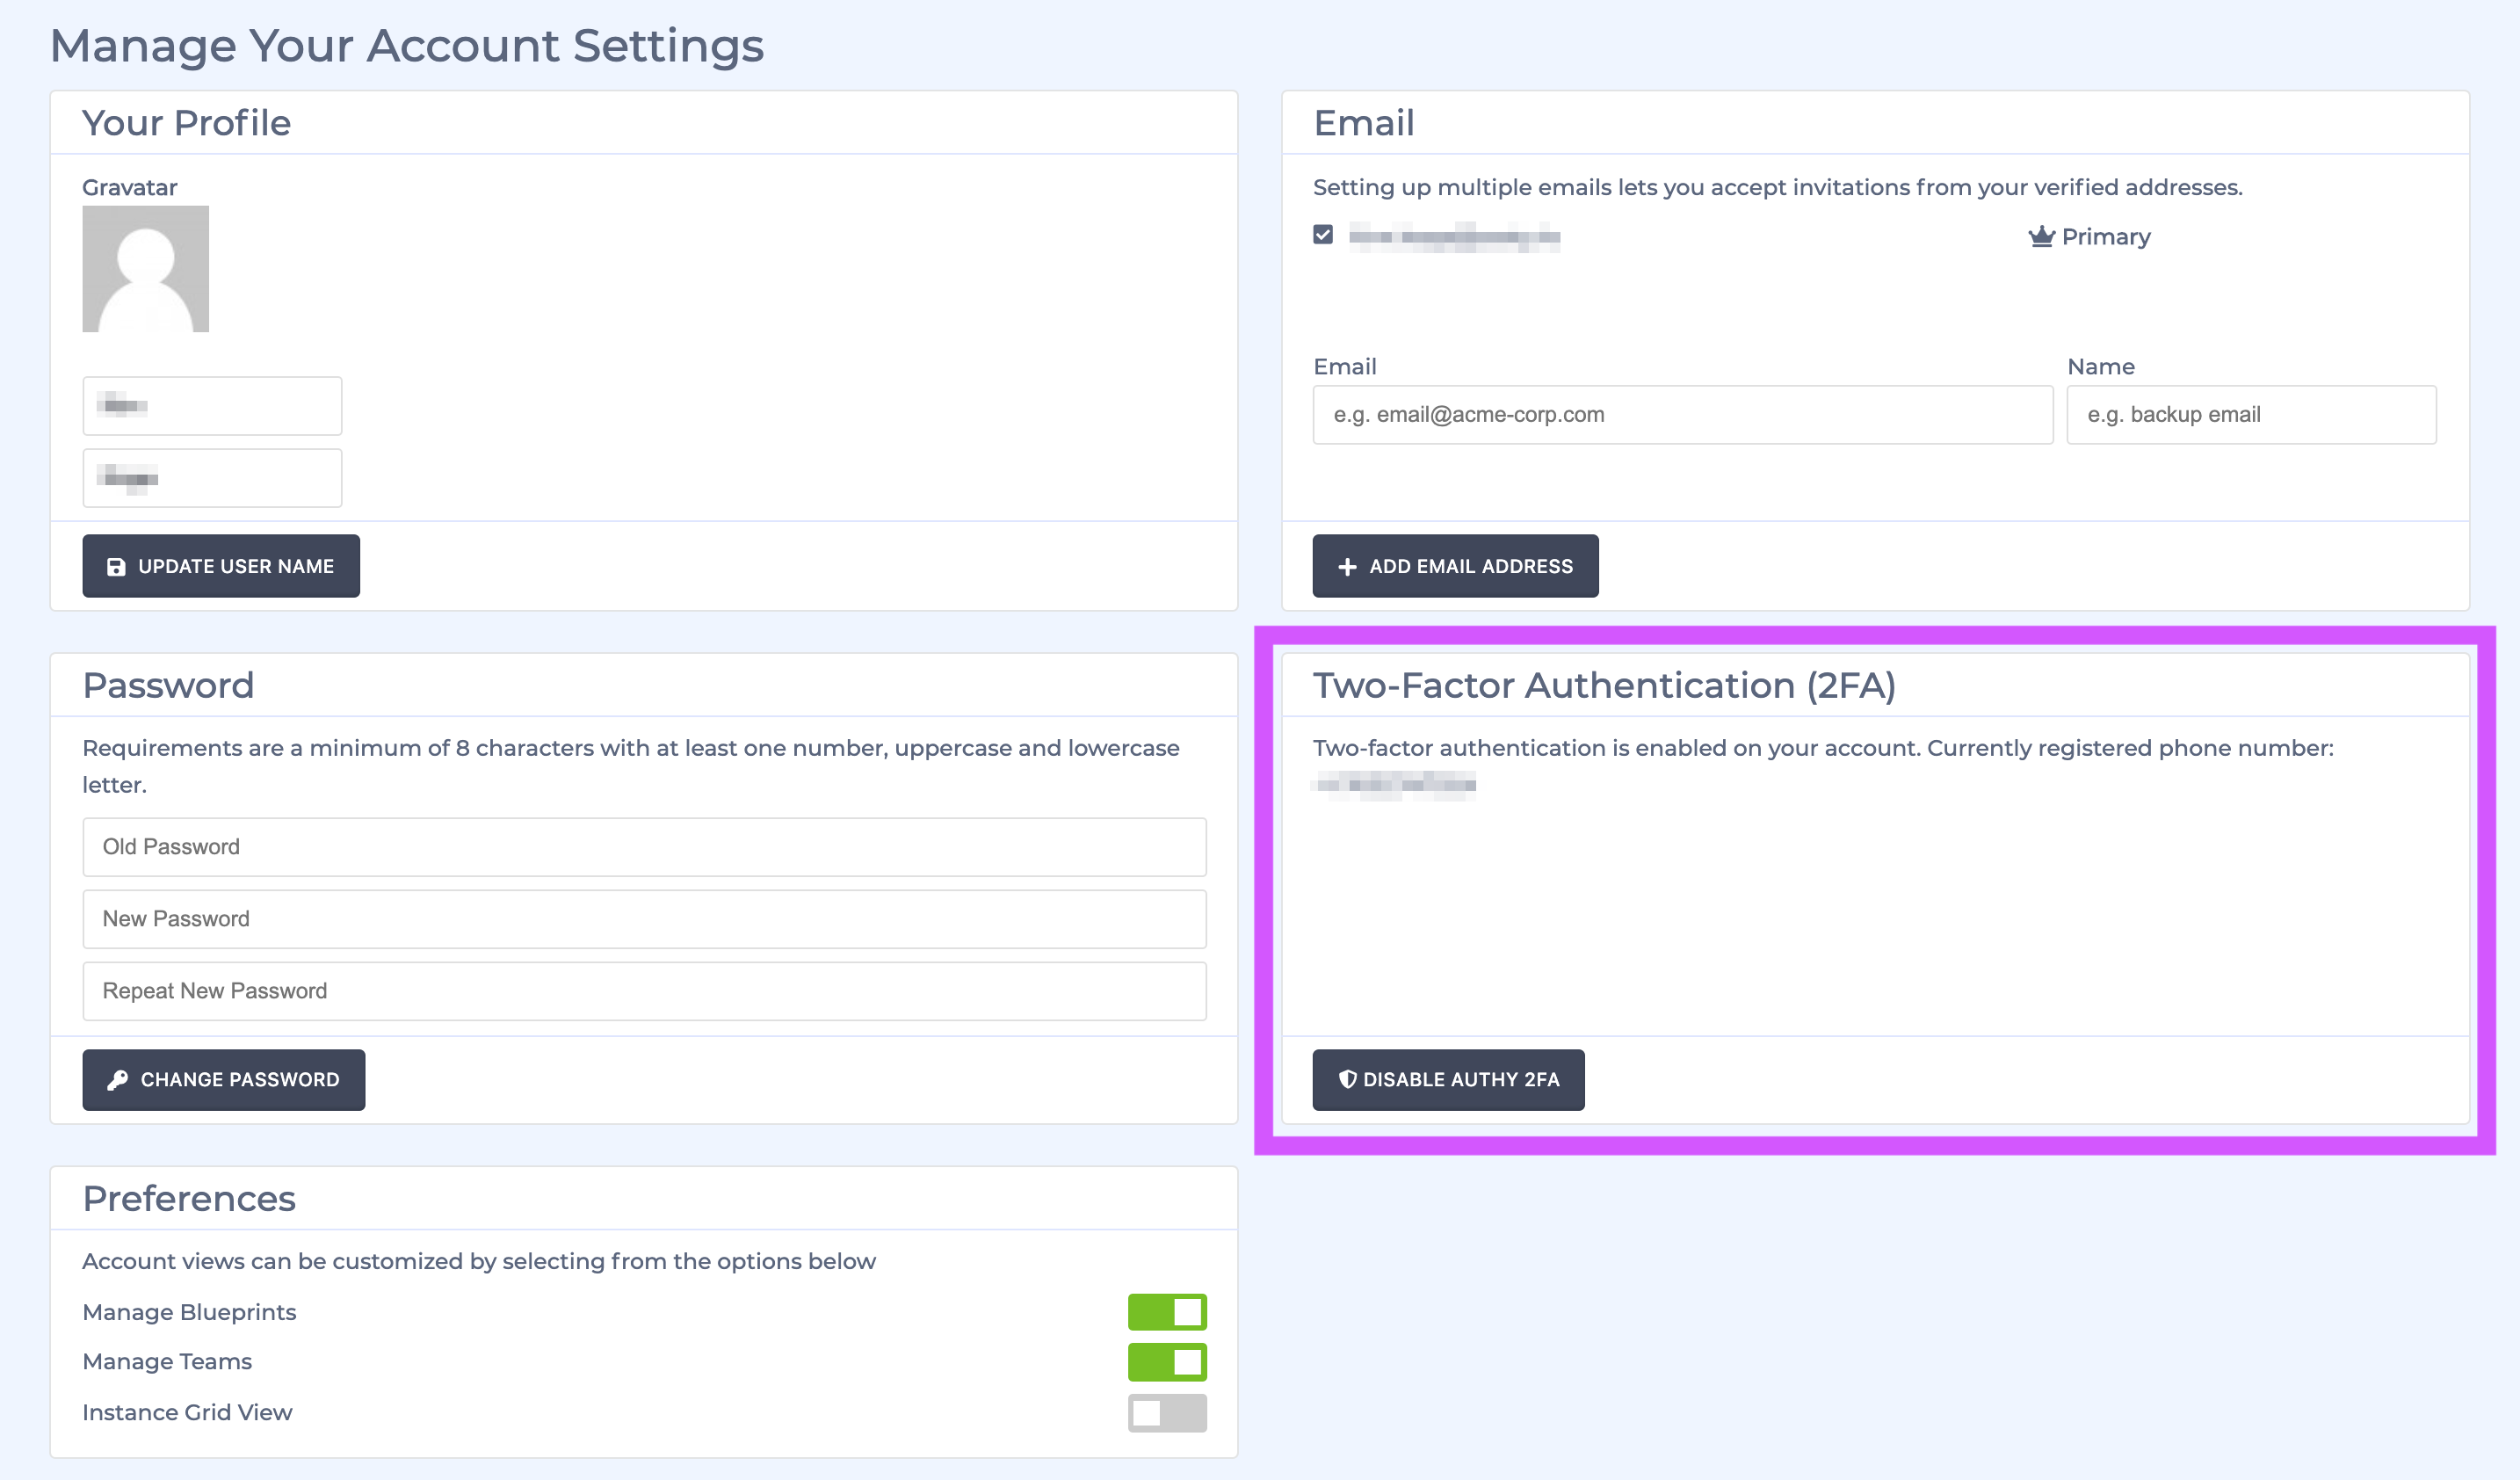 Manage Your Account Settings
Your Profile
Gravatar
UPDATE USER NAME
Email
Setting up multiple emails lets you accept invitations from your verified addresses.
Primary
Email
Name
e.g. email@acme-corp.com
e.g. backup email
ADD EMAIL ADDRESS
Password
Requirements are a minimum of 8 characters with at least one number, uppercase and lowercase
letter.
Old Password
New Password
Repeat New Password
CHANGE PASSWORD
Two-Factor Authentication (2FA)
Two-factor authentication is enabled on your account. Currently registered phone number:
DISABLE AUTHY 2FA
Preferences
Account views can be customized by selecting from the options below
Manage Blueprints
Manage Teams
Instance Grid View